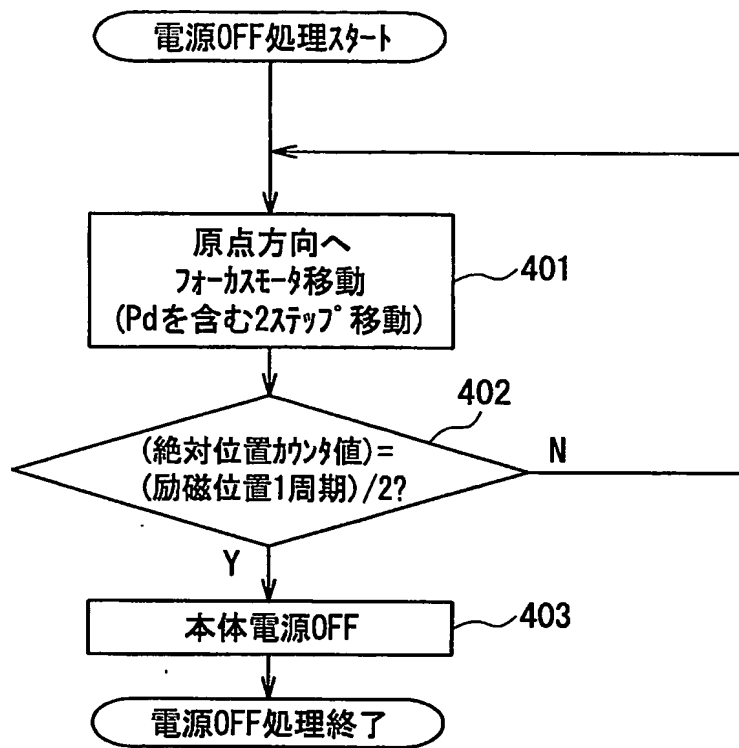 電源OFF処理ｽﾀｰﾄ
原点方向へ
ﾌｫｰｶｽﾓｰﾀ移動
(Pdを含む2ｽﾃｯﾌﾟ移動)
401
402
(絶対位置ｶｳﾝﾀ値)=
(励磁位置1周期)/2?
N
Y
本体電源OFF
403
電源OFF処理終了